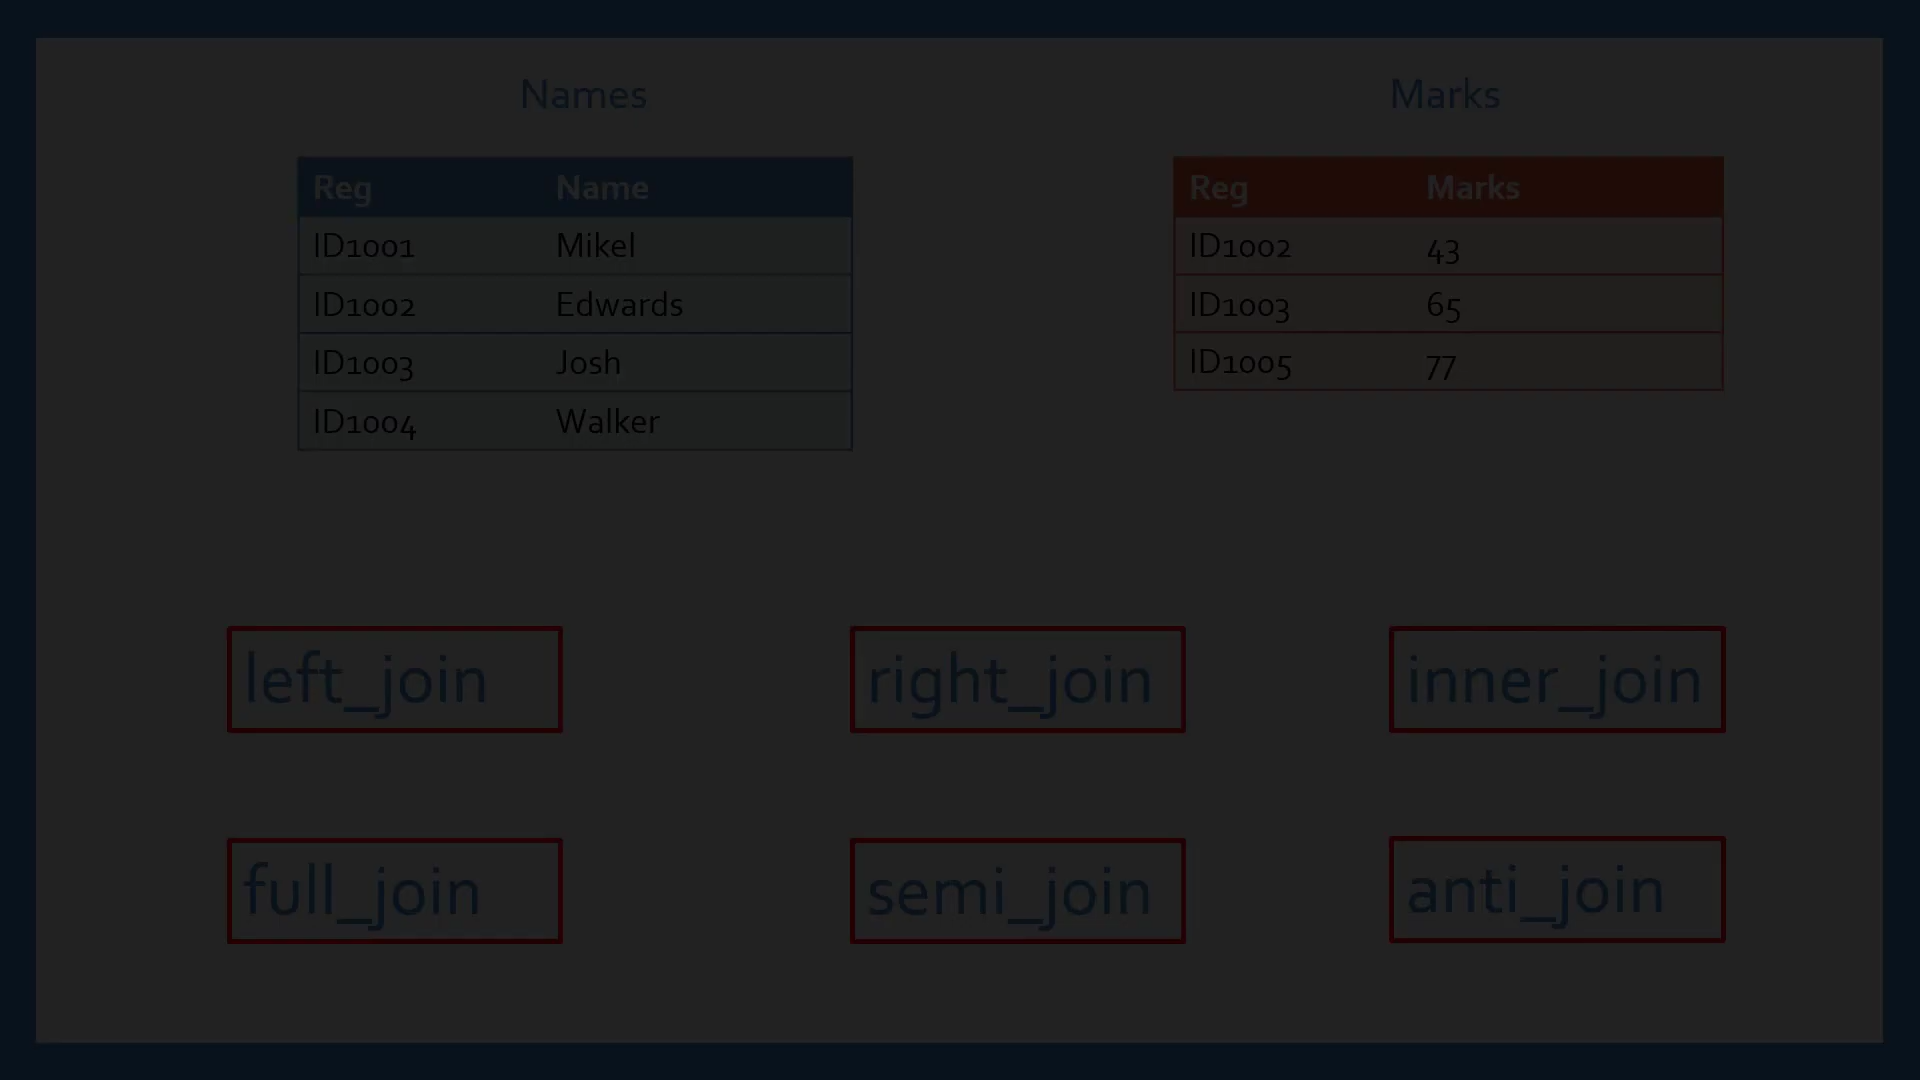 Names
Marks
Reg Name
ID1001 Mikel
ID1002 Edwards
ID1003 Josh
ID1004 Walker
Reg Marks
ID1002 43
ID1003 65
ID1005 77
left_join
right_join
inner_join
full_join
semi_join
anti_join